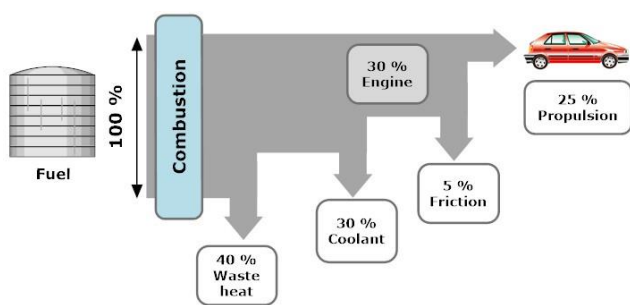 Fuel
100 %
Combustion
30 %
Engine
25 %
Propulsion
5 %
Friction
30 %
Coolant
40 %
Waste
heat